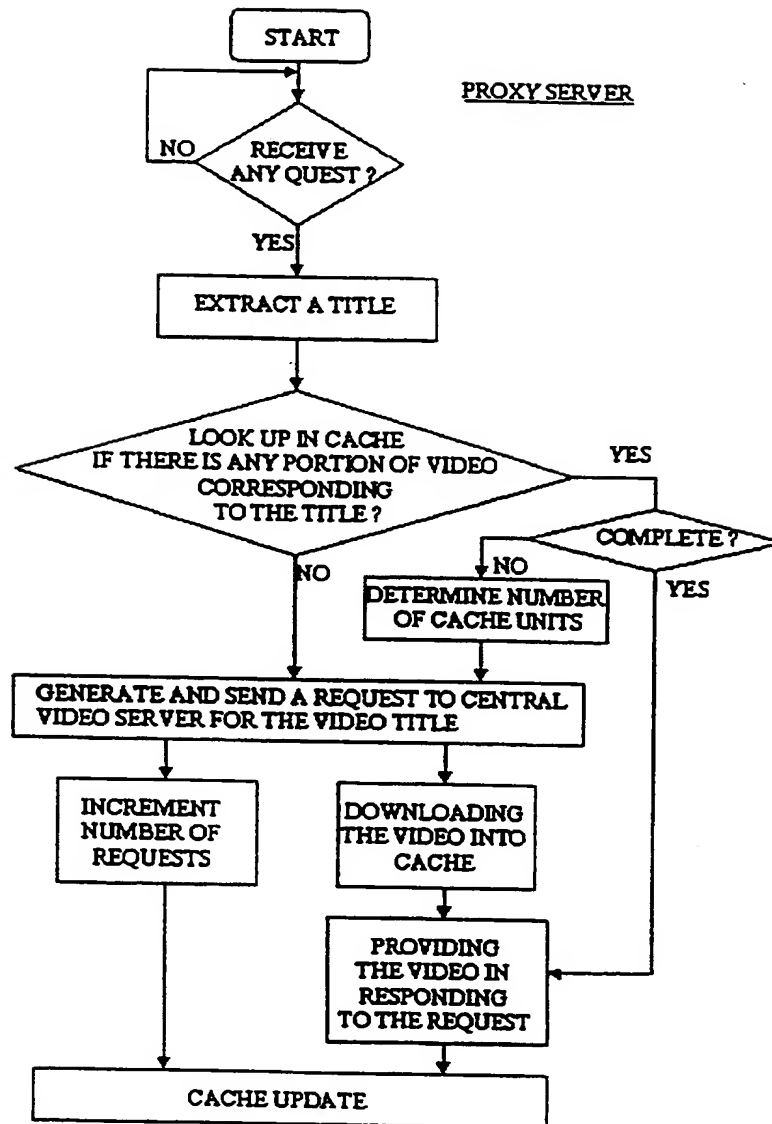 START
PROXY SERVER
NO
RECEIVE
ANY QUEST ?
YES
EXTRACT A TITLE
LOOK UP IN CACHE
IF THERE IS ANY PORTION OF VIDEO
CORRESPONDING
TO THE TITLE ?
YES
COMPLETE ?
NO
NO
YES
DETERMINE NUMBER
OF CACHE UNITS
GENERATE AND SEND A REQUEST TO CENTRAL
VIDEO SERVER FOR THE VIDEO TITLE
INCREMENT
NUMBER OF
REQUESTS
DOWNLOADING
THE VIDEO INTO
CACHE
PROVIDING
THE VIDEO IN
RESPONDING
TO THE REQUEST
CACHE UPDATE